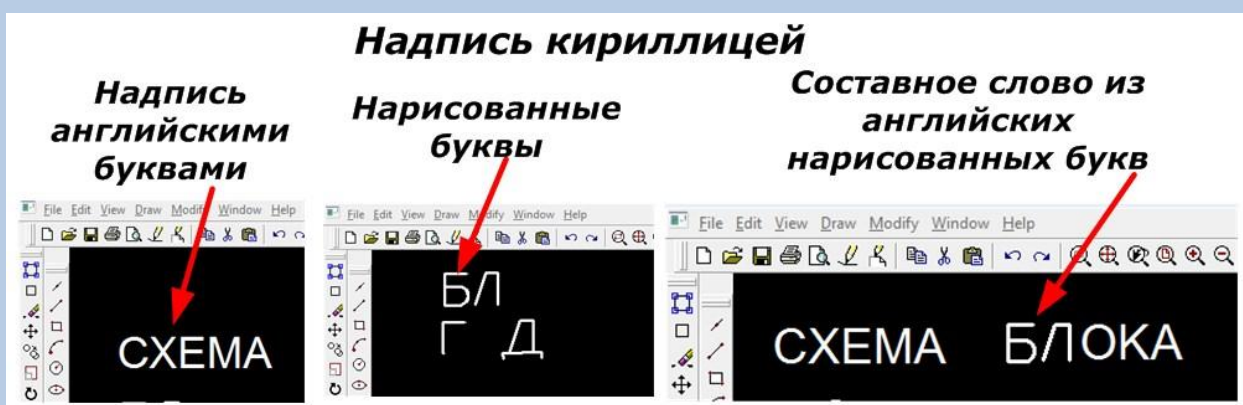 Надпись кириллицей
Надпись
английскими
буквами
Нарисованные
буквы
Составное слово из
английских
нарисованных букв
File Edit View Draw Modify Window Help
СХЕМА
File Edit View Draw Modify Window Help
БЛ
Г Д
File Edit View Draw Modify Window Help
СХЕМА БЛОКА